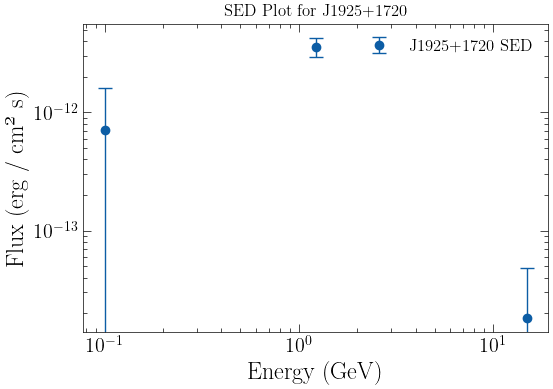 SED Plot for J1925+1720
J1925+1720 SED
Flux (erg / cm² s)
10⁻¹²
10⁻¹³
10⁻¹
10⁰
10¹
Energy (GeV)